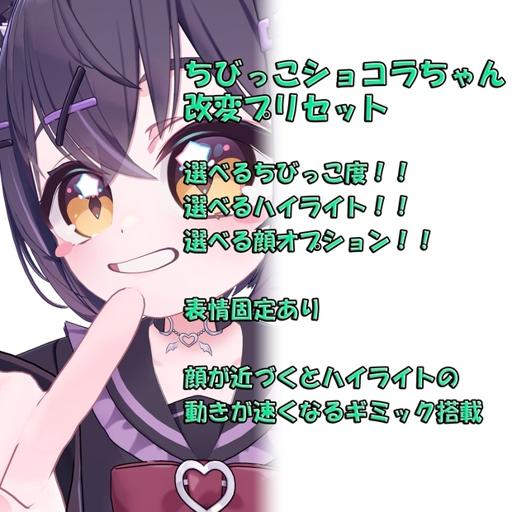 ちびっこショコラちゃん
改変プリセット
選べるちびっこ度！！
選べるハイライト！！
選べる顔オプション！！
表情固定あり
顔が近づくとハイライトの
動きが速くなるギミック搭載